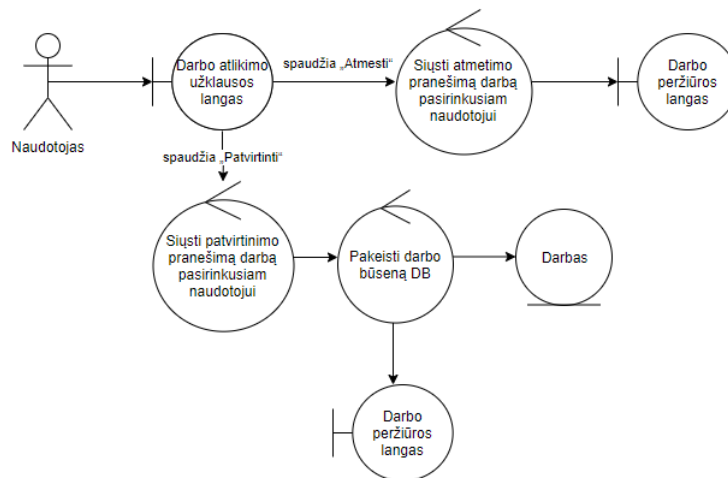 Naudotojas
Darbo atlikimo
užklausos
langas
spaudžia „Atmesti“
Siųsti atmetimo
pranešimą darbą
pasirinkusiam
naudotojui
Darbo
peržiūros
langas
spaudžia „Patvirtinti“
Siųsti patvirtinimo
pranešimą darbą
pasirinkusiam
naudotojui
Pakeisti darbo
būseną DB
Darbas
Darbo
peržiūros
langas